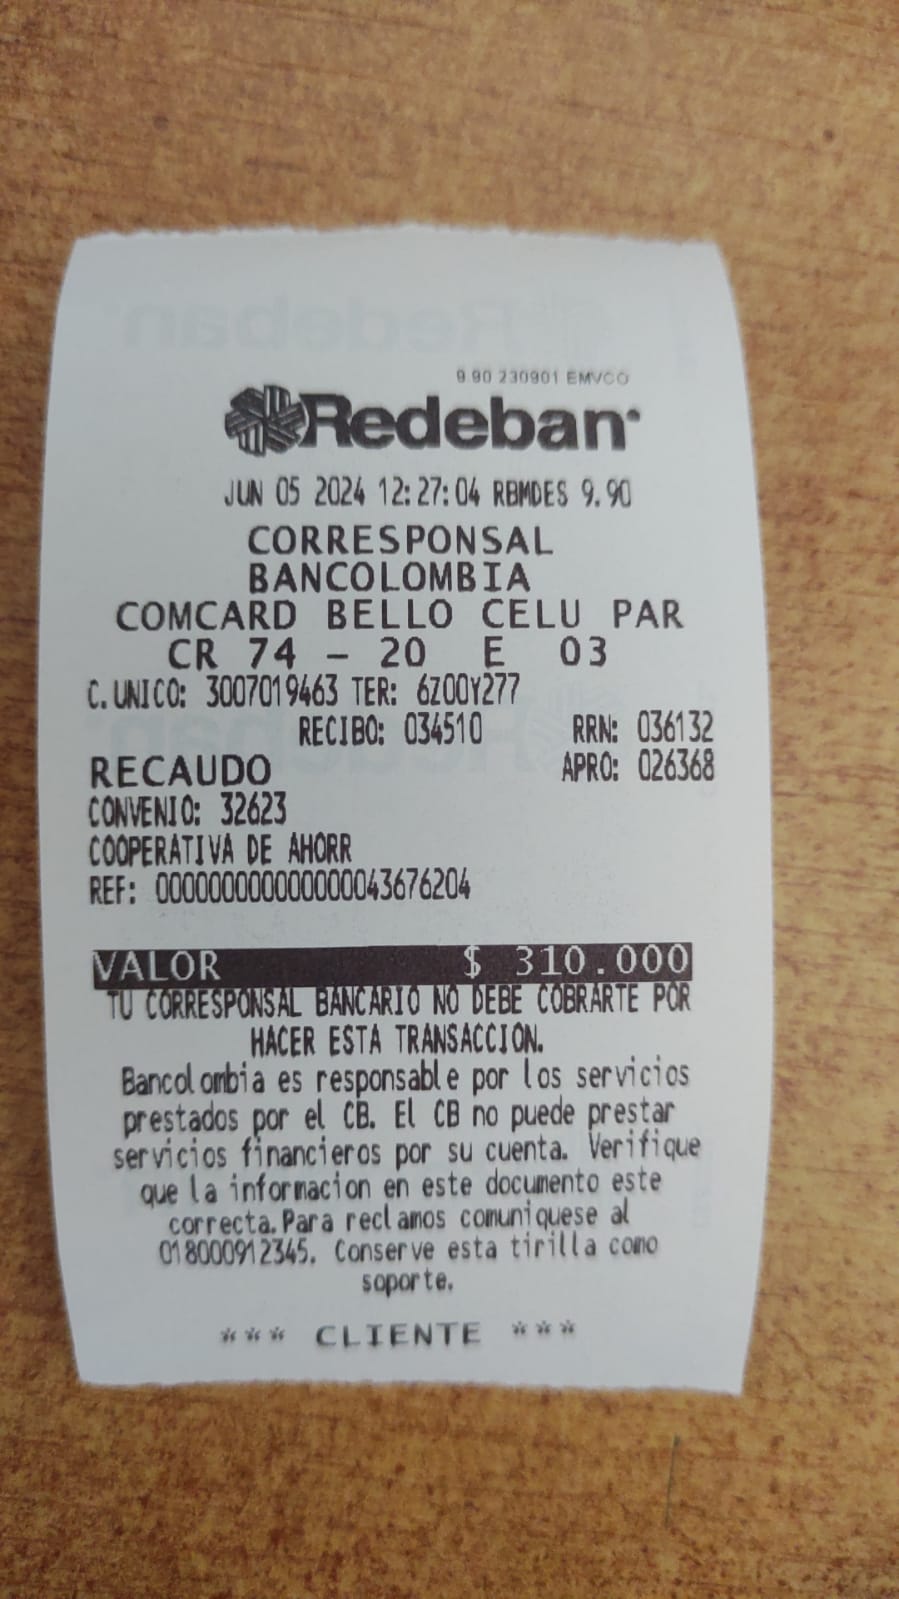 9.90 230901 EMVCO
Redeban
JUN 05 2024 12:27:04 RBMDES 9.90
CORRESPONSAL
BANCOLOMBIA
COMCARD BELLO CELU PAR
CR 74 - 20 E 03
C.UNICO: 3007019463 TER: 6Z00Y277
RECIBO: 034510 RRN: 036132
RECAUDO APRO: 026368
CONVENIO: 32623
COOPERATIVA DE AHORR
REF: 000000000000000043676204
VALOR $ 310.000
TU CORRESPONSAL BANCARIO NO DEBE COBRARTE POR
HACER ESTA TRANSACCION.
Bancolombia es responsable por los servicios
prestados por el CB. El CB no puede prestar
servicios financieros por su cuenta. Verifique
que la informacion en este documento este
correcta.Para reclamos comuniquese al
018000912345. Conserve esta tirilla como
soporte.
*** CLIENTE ***